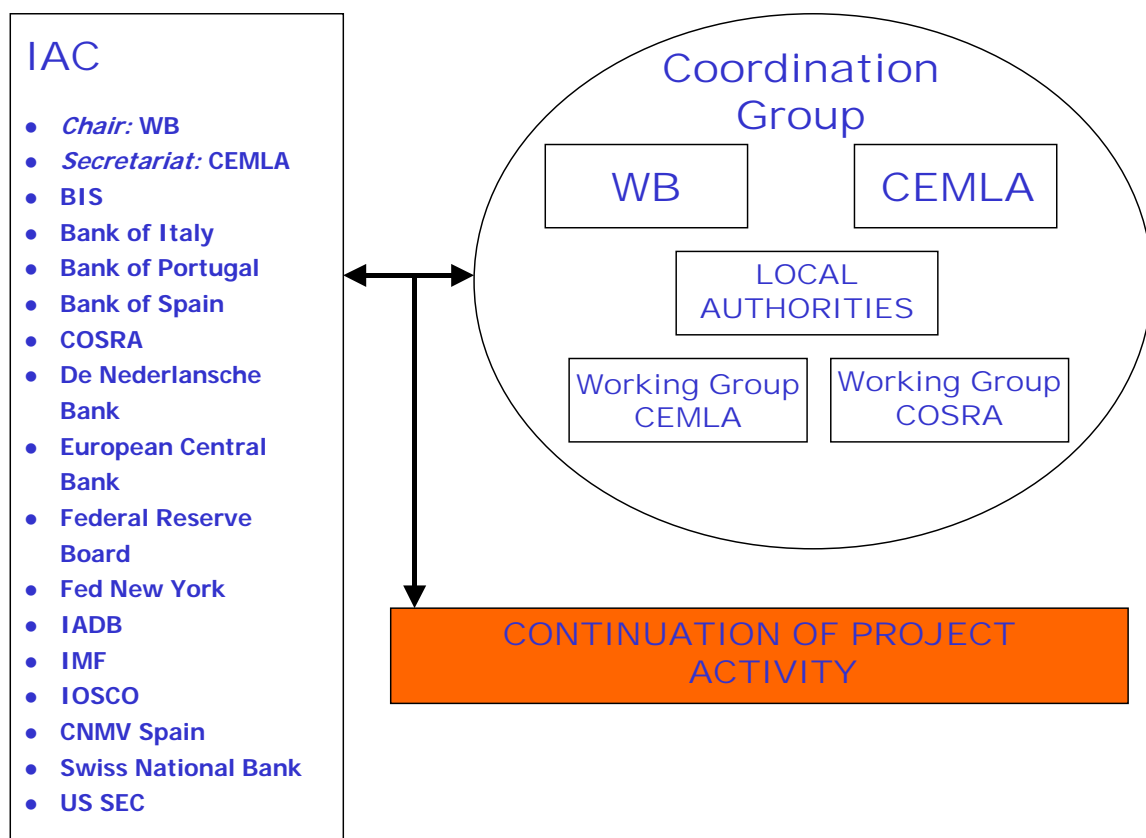 IAC
● Chair: WB
● Secretariat: CEMLA
● BIS
● Bank of Italy
● Bank of Portugal
● Bank of Spain
● COSRA
● De Nederlansche
Bank
● European Central
Bank
● Federal Reserve
Board
● Fed New York
● IADB
● IMF
● IOSCO
● CNMV Spain
● Swiss National Bank
● US SEC
Coordination
Group
WB
CEMLA
LOCAL
AUTHORITIES
Working Group
CEMLA
Working Group
COSRA
CONTINUATION OF PROJECT
ACTIVITY